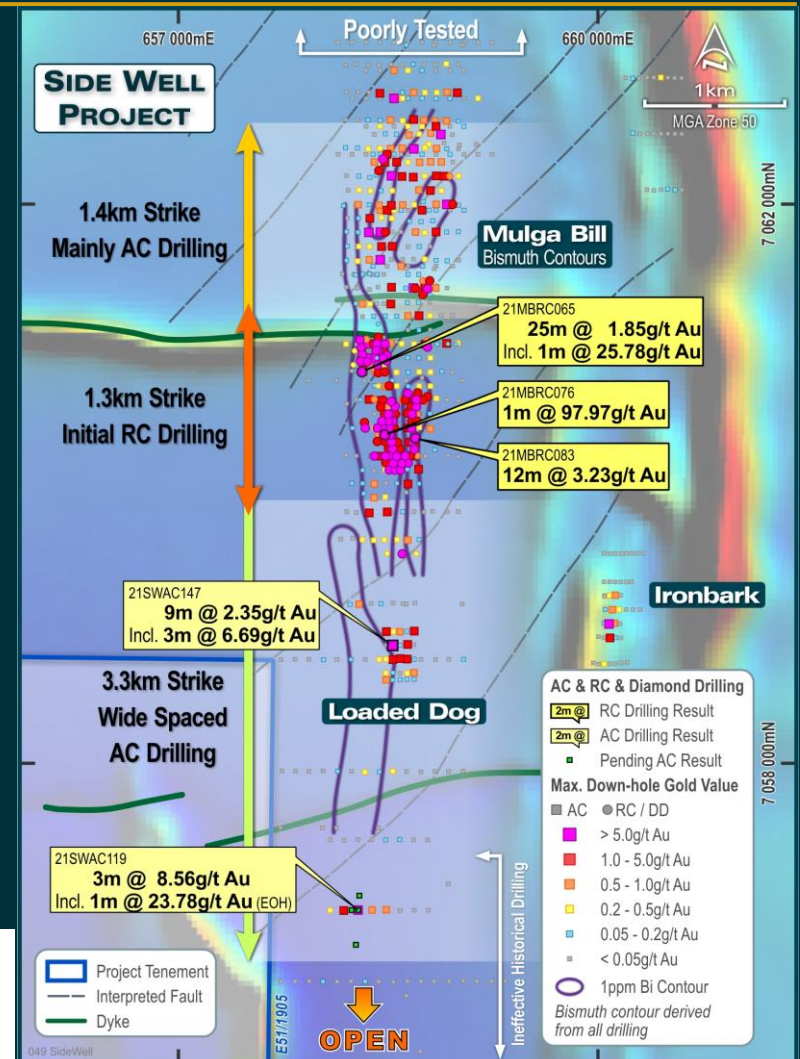 Poorly Tested
657 000mE
660 000mE
SIDE WELL
PROJECT
N
1km
MGA Zone 50
1.4km Strike
Mainly AC Drilling
7 062 000mN
Mulga Bill
Bismuth Contours
21MBRC065
25m @ 1.85g/t Au
Incl. 1m @ 25.78g/t Au
1.3km Strike
Initial RC Drilling
21MBRC076
1m @ 97.97g/t Au
21MBRC083
12m @ 3.23g/t Au
21SWAC147
9m @ 2.35g/t Au
Incl. 3m @ 6.69g/t Au
Ironbark
3.3km Strike
Wide Spaced
AC Drilling
Loaded Dog
7 058 000mN
21SWAC119
3m @ 8.56g/t Au
Incl. 1m @ 23.78g/t Au (EOH)
Ineffective Historical Drilling
AC & RC & Diamond Drilling
2m @ RC Drilling Result
2m @ AC Drilling Result
Pending AC Result
Max. Down-hole Gold Value
AC RC / DD
> 5.0g/t Au
1.0 - 5.0g/t Au
0.5 - 1.0g/t Au
0.2 - 0.5g/t Au
0.05 - 0.2g/t Au
< 0.05g/t Au
1ppm Bi Contour
Bismuth contour derived
from all drilling
Project Tenement
Interpreted Fault
Dyke
E51/1905
OPEN
049 SideWell